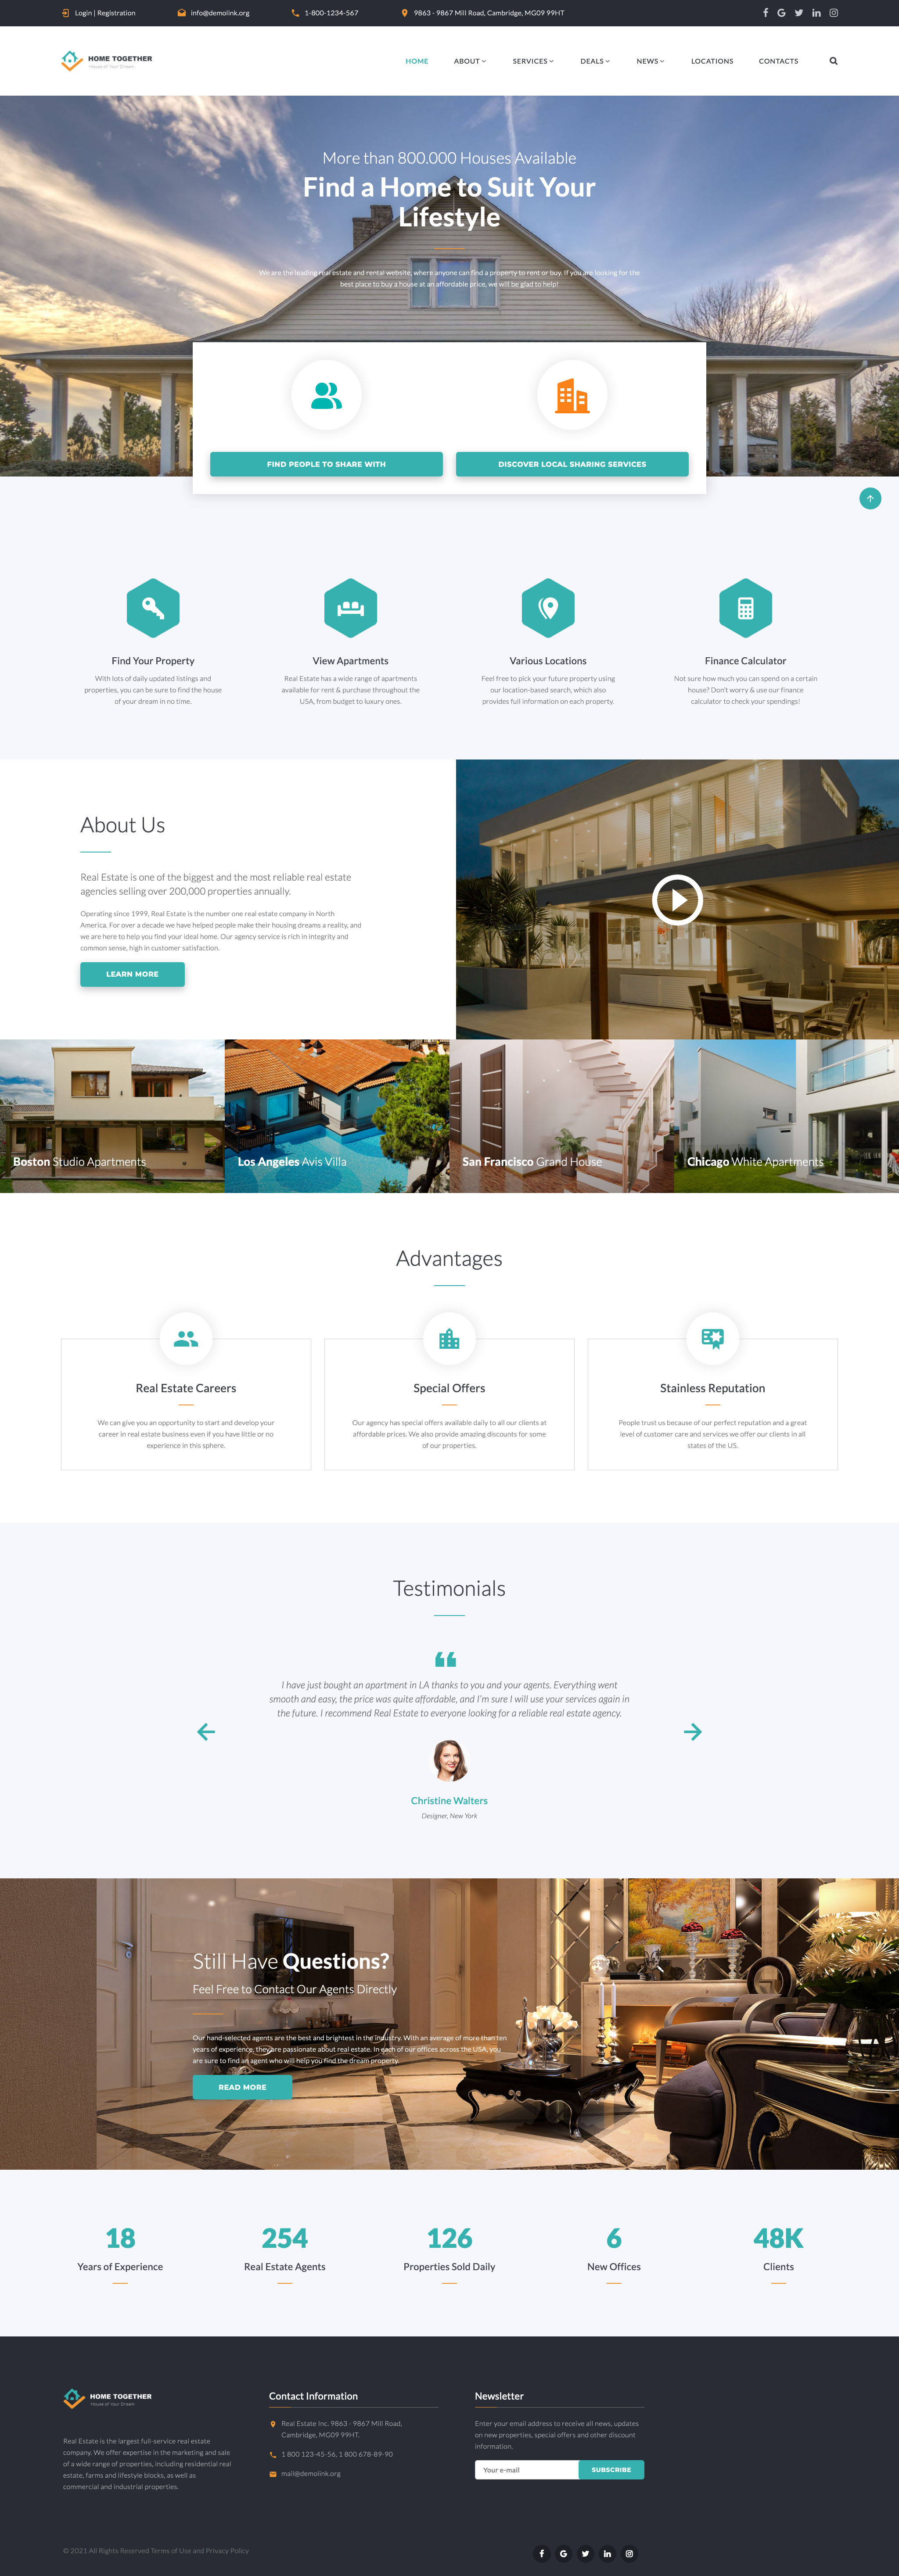 Login | Registration
info@demolink.org
1-800-1234-567
9863 - 9867 Mill Road, Cambridge, MG09 99HT
HOME TOGETHER
House of Your Dream
HOME
ABOUT
SERVICES
DEALS
NEWS
LOCATIONS
CONTACTS
More than 800.000 Houses Available
Find a Home to Suit Your
Lifestyle
We are the leading real estate and rental website, where anyone can find a property to rent or buy. If you are looking for the
best place to buy a house at an affordable price, we will be glad to help!
FIND PEOPLE TO SHARE WITH
DISCOVER LOCAL SHARING SERVICES
Find Your Property
With lots of daily updated listings and
properties, you can be sure to find the house
of your dream in no time.
View Apartments
Real Estate has a wide range of apartments
available for rent & purchase throughout the
USA, from budget to luxury ones.
Various Locations
Feel free to pick your future property using
our location-based search, which also
provides full information on each property.
Finance Calculator
Not sure how much you can spend on a certain
house? Don't worry & use our finance
calculator to check your spendings!
About Us
Real Estate is one of the biggest and the most reliable real estate
agencies selling over 200,000 properties annually.
Operating since 1999, Real Estate is the number one real estate company in North
America. For over a decade we have helped people make their housing dreams a reality, and
we are here to help you find your ideal home. Our agency service is rich in integrity and
common sense, high in customer satisfaction.
LEARN MORE
Boston Studio Apartments
Los Angeles Avis Villa
San Francisco Grand House
Chicago White Apartments
Advantages
Real Estate Careers
We can give you an opportunity to start and develop your
career in real estate business even if you have little or no
experience in this sphere.
Special Offers
Our agency has special offers available daily to all our clients at
affordable prices. We also provide amazing discounts for some
of our properties.
Stainless Reputation
People trust us because of our perfect reputation and a great
level of customer care and services we offer our clients in all
states of the US.
Testimonials
I have just bought an apartment in LA thanks to you and your agents. Everything went
smooth and easy, the price was quite affordable, and I'm sure I will use your services again in
the future. I recommend Real Estate to everyone looking for a reliable real estate agency.
Christine Walters
Designer, New York
Still Have Questions?
Feel Free to Contact Our Agents Directly
Our hand-selected agents are the best and brightest in the industry. With an average of more than ten
years of experience, they're passionate about real estate. In each of our offices across the USA, you
are sure to find an agent who will help you find the dream property.
READ MORE
18
Years of Experience
254
Real Estate Agents
126
Properties Sold Daily
6
New Offices
48K
Clients
HOME TOGETHER
House of Your Dream
Real Estate is the largest full-service real estate
company. We offer expertise in the marketing and sale
of a wide range of properties, including residential real
estate, farms and lifestyle blocks, as well as
commercial and industrial properties.
Contact Information
Real Estate Inc. 9863 - 9867 Mill Road,
Cambridge, MG09 99HT.
1 800 123-45-56, 1 800 678-89-90
mail@demolink.org
Newsletter
Enter your email address to receive all news, updates
on new properties, special offers and other discount
information.
Your e-mail
SUBSCRIBE
© 2021 All Rights Reserved Terms of Use and Privacy Policy